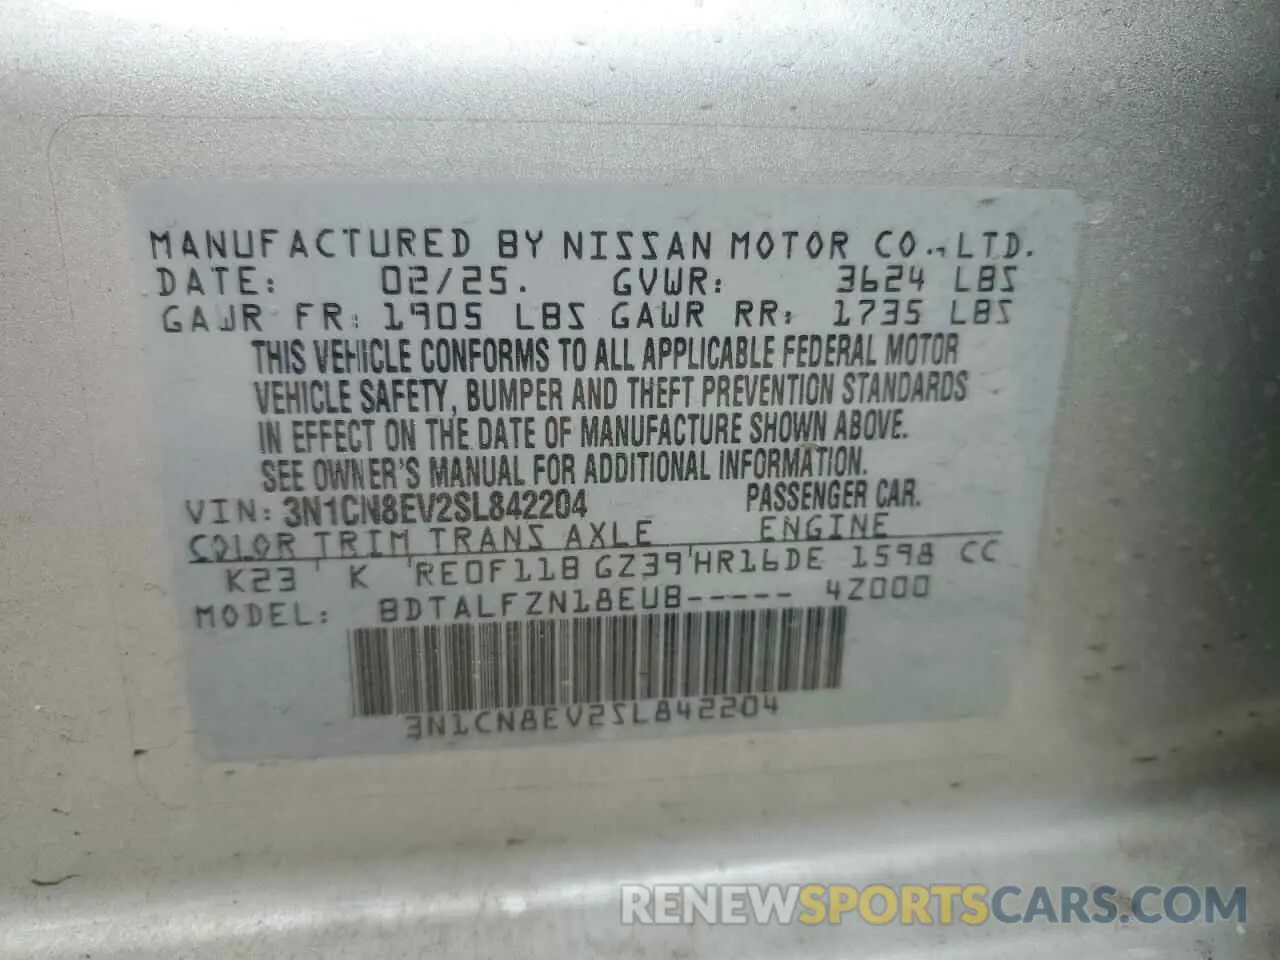 MANUFACTURED BY NISSAN MOTOR CO., LTD.
DATE: 02/25. GVWR: 3624 LBS
GAWR FR: 1905 LBS GAWR RR: 1735 LBS
THIS VEHICLE CONFORMS TO ALL APPLICABLE FEDERAL MOTOR
VEHICLE SAFETY, BUMPER AND THEFT PREVENTION STANDARDS
IN EFFECT ON THE DATE OF MANUFACTURE SHOWN ABOVE.
SEE OWNER'S MANUAL FOR ADDITIONAL INFORMATION.
VIN: 3N1CN8EV2SL842204 PASSENGER CAR.
COLOR TRIM TRANS AXLE ENGINE
K23 ' K 'RE0F11B GZ39'HR16DE 1598 CC
MODEL: BDTALFZN18EUB----- 4Z000
3N1CN8EV2SL842204
RENEWSPORTSCARS.COM